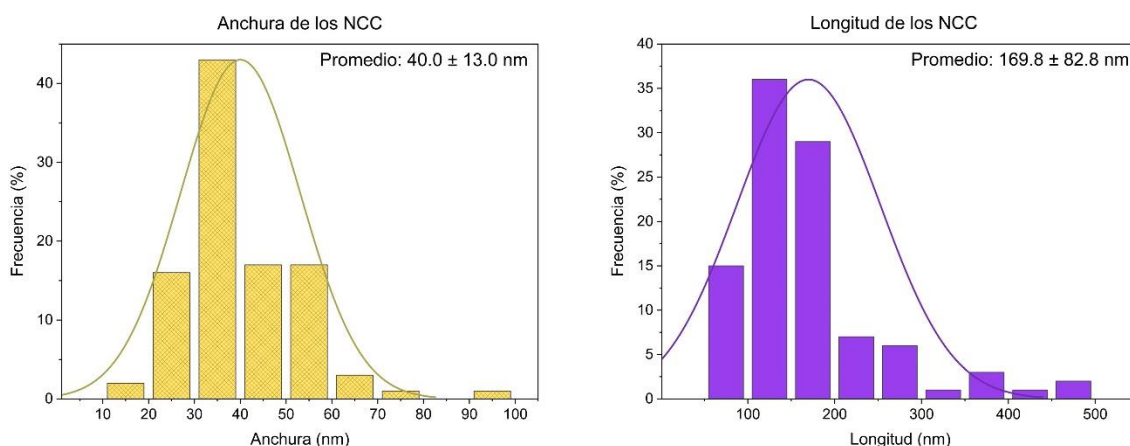 Anchura de los NCC
Promedio: 40.0 ± 13.0 nm
Frecuencia (%)
40
30
20
10
0
10 20 30 40 50 60 70 80 90 100
Anchura (nm)
Longitud de los NCC
Promedio: 169.8 ± 82.8 nm
Frecuencia (%)
40
35
30
25
20
15
10
5
0
100 200 300 400 500
Longitud (nm)